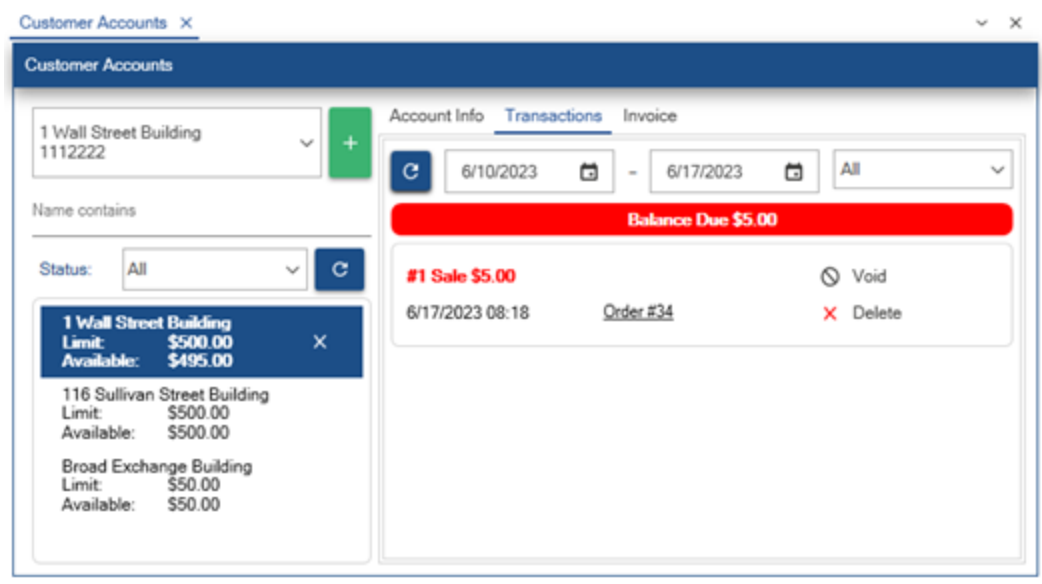 Customer Accounts
Customer Accounts
1 Wall Street Building
1112222
+
Name contains
Status: All
1 Wall Street Building
Limit: $500.00
Available: $495.00
116 Sullivan Street Building
Limit: $500.00
Available: $500.00
Broad Exchange Building
Limit: $50.00
Available: $50.00
Account Info Transactions Invoice
6/10/2023 - 6/17/2023 All
Balance Due $5.00
#1 Sale $5.00 Void
6/17/2023 08:18 Order #34 Delete